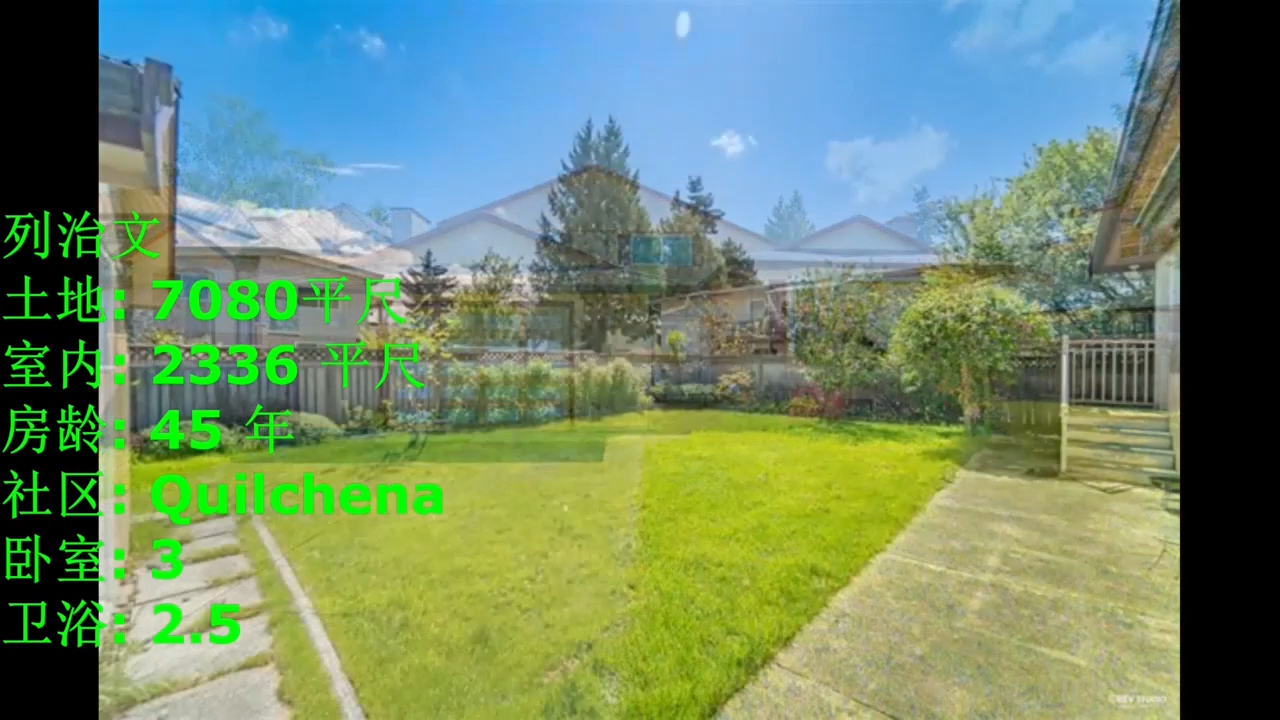 列治文
土地: 7080平尺
室内: 2336 平尺
房龄: 45 年
社区: Quilchena
卧室: 3
卫浴: 2.5